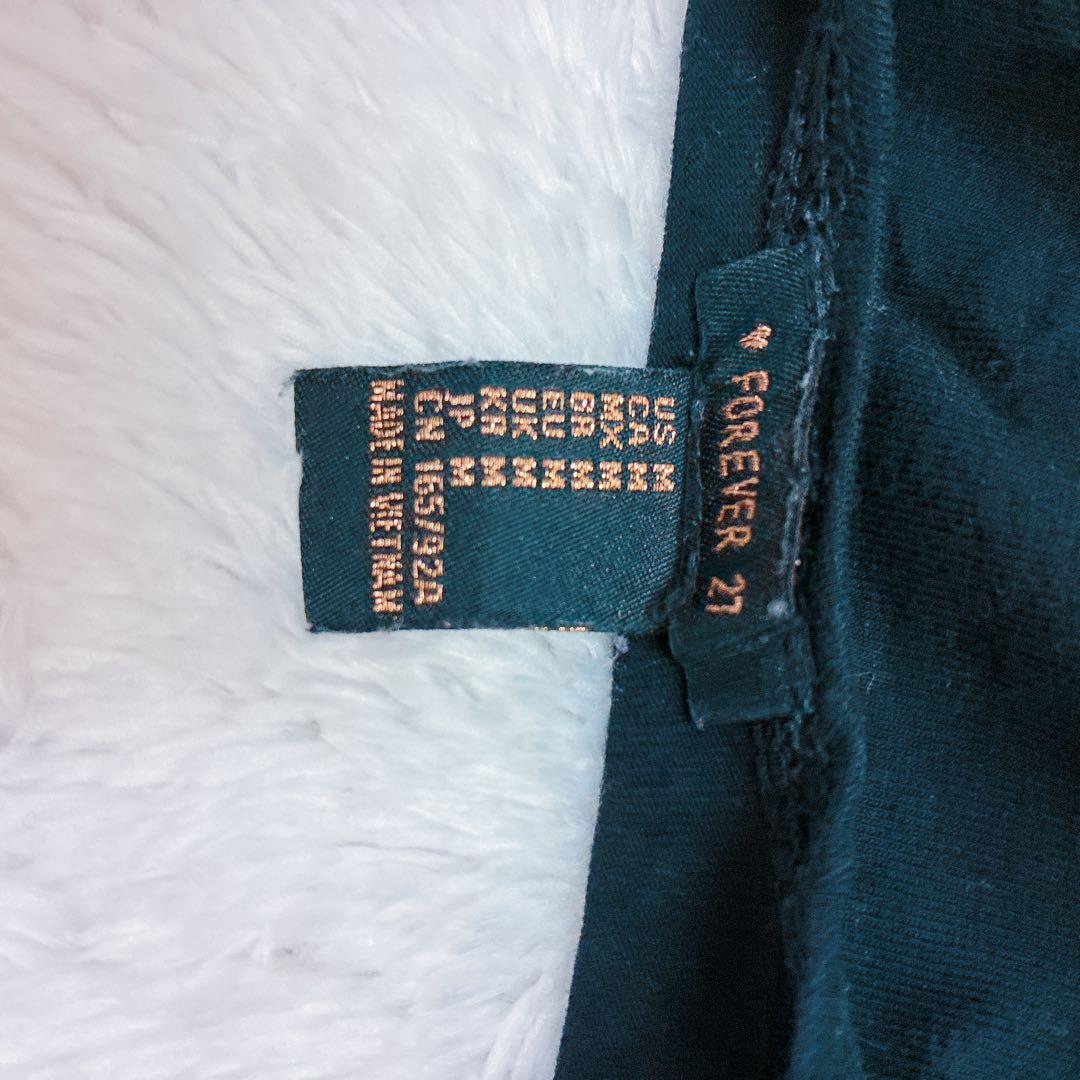 FOREVER 21
US M
CA M
MX M
BR M
EU M
UK M
KR M
JP M
CN 165/92A
MADE IN VIETNAM